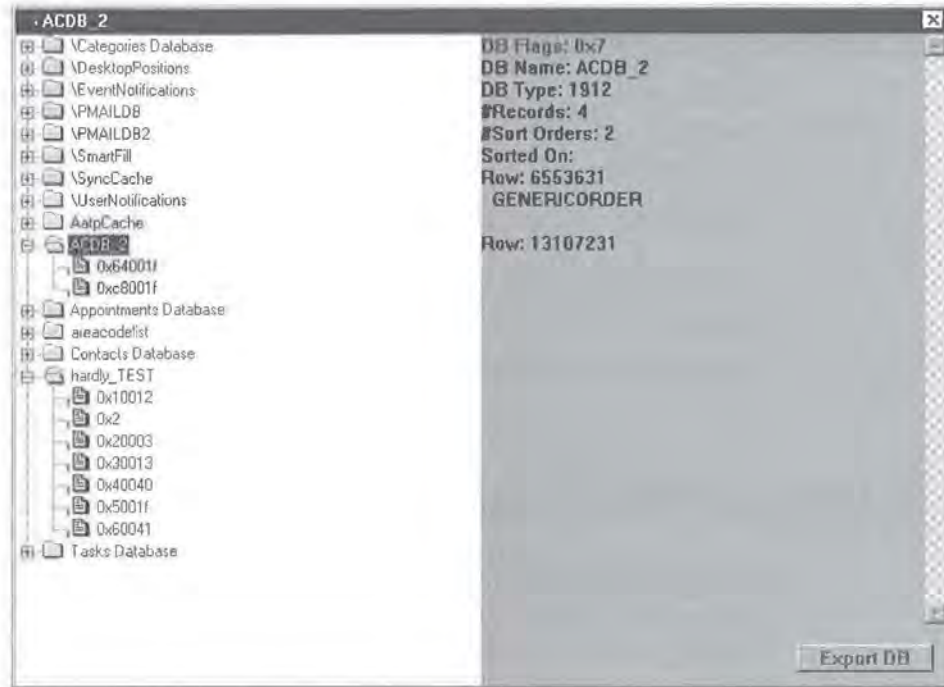 ACDB_2
\Categories Database
\DesktopPositions
\EventNotifications
\PMAILDB
\PMAILDB2
\SmartFill
\SyncCache
\UserNotifications
AatpCache
ACDB_2
0x64001f
0xc8001f
Appointments Database
areacodelist
Contacts Database
hardly_TEST
0x10012
0x2
0x20003
0x30013
0x40040
0x5001f
0x60041
Tasks Database
DB Flags: 0x7
DB Name: ACDB_2
DB Type: 1912
#Records: 4
#Sort Orders: 2
Sorted On:
Row: 6553631
GENERICORDER
Row: 13107231
Export DB